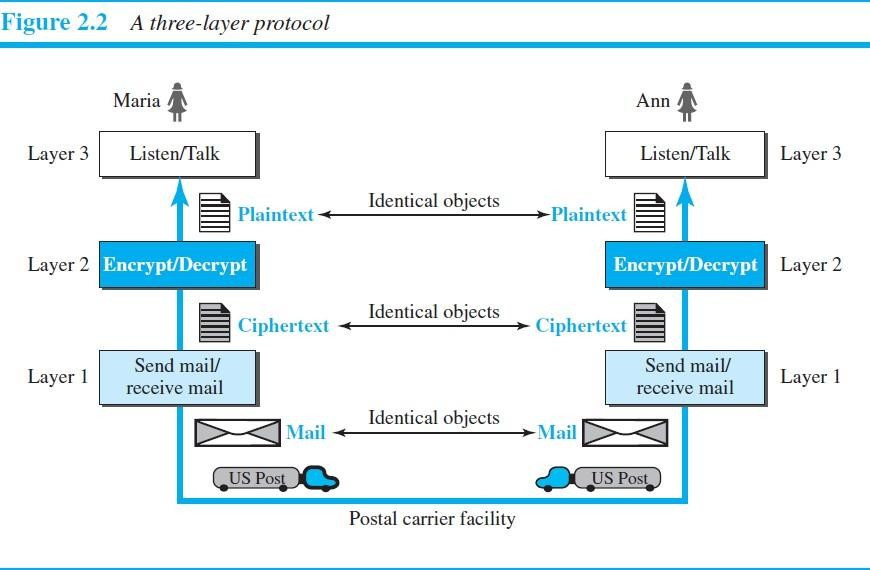 Figure 2.2 A three-layer protocol
Maria
Ann
Layer 3
Listen/Talk
Listen/Talk
Layer 3
Plaintext
Identical objects
Plaintext
Layer 2
Encrypt/Decrypt
Encrypt/Decrypt
Layer 2
Ciphertext
Identical objects
Ciphertext
Layer 1
Send mail/
receive mail
Send mail/
receive mail
Layer 1
Mail
Identical objects
Mail
US Post
US Post
Postal carrier facility